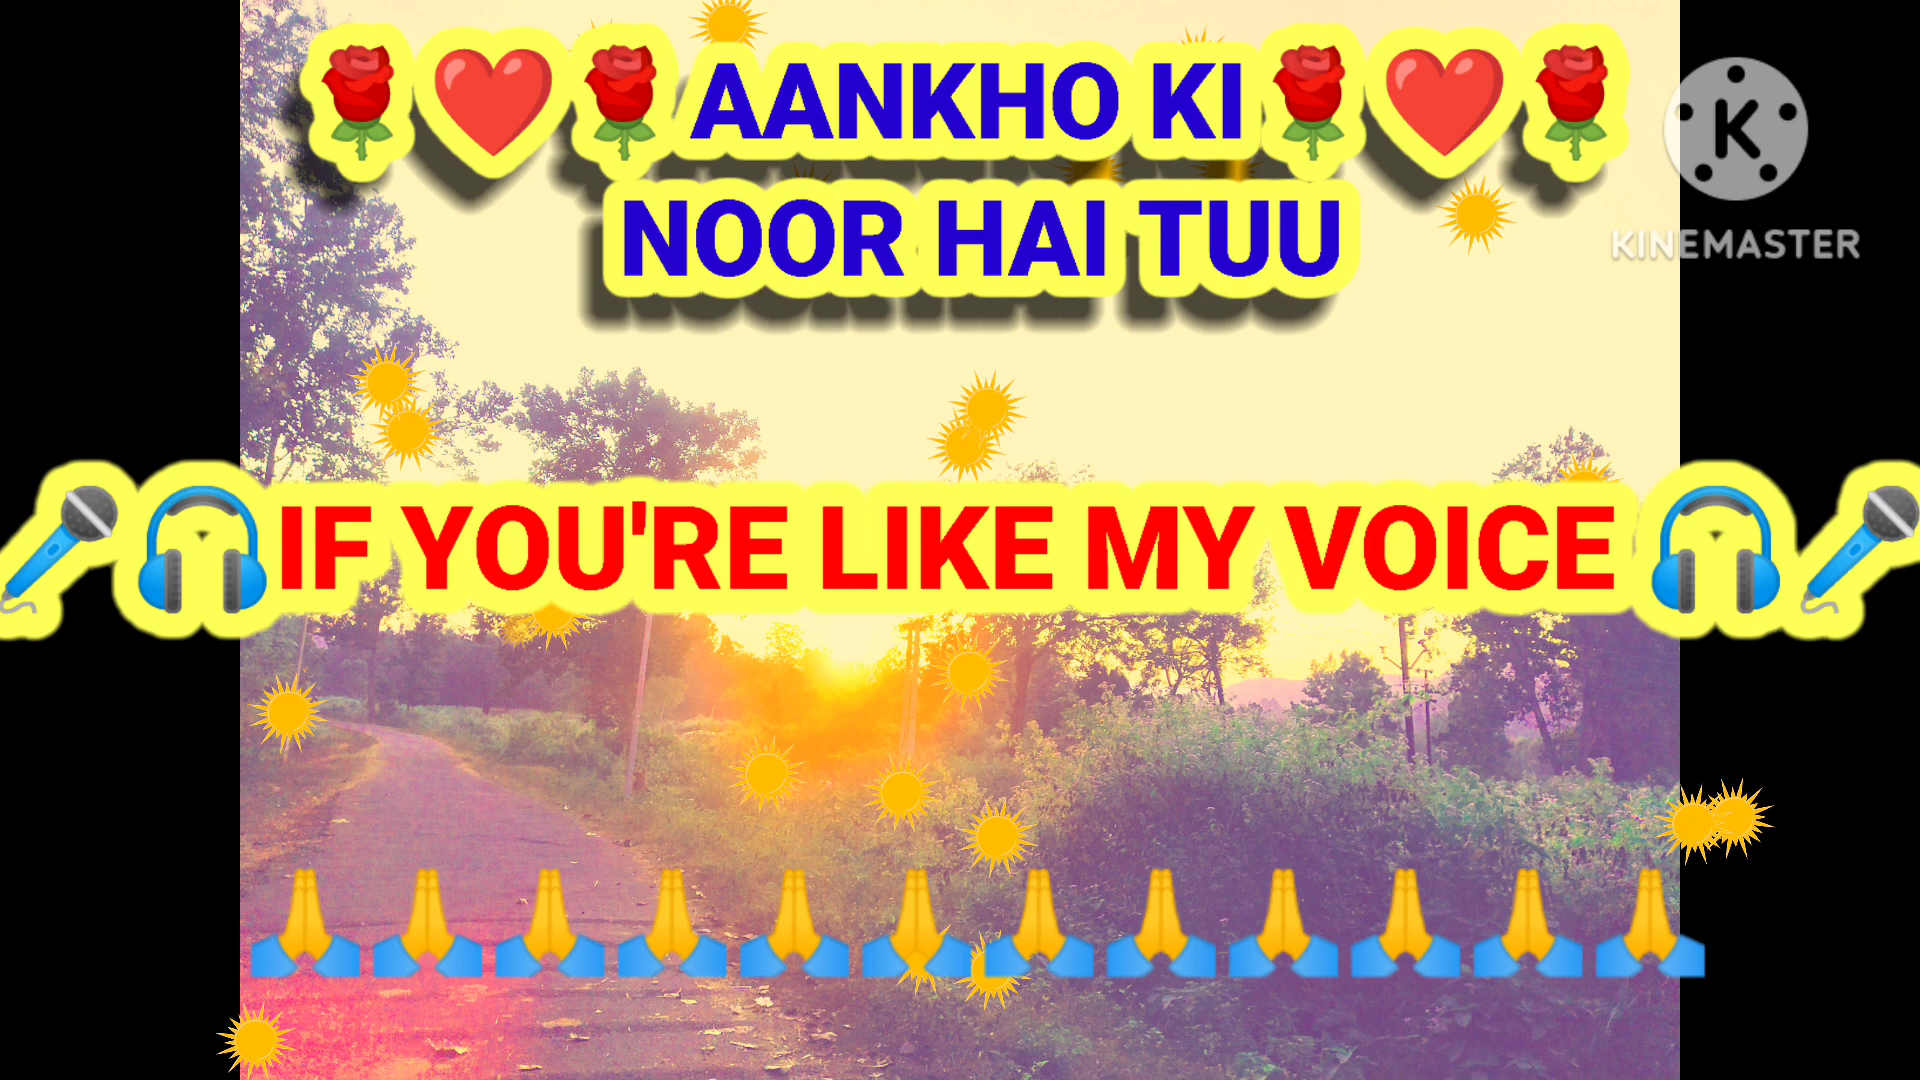 🌹❤️🌹AANKHO KI🌹❤️🌹
NOOR HAI TUU
K
KINEMASTER
🎤🎧IF YOU'RE LIKE MY VOICE 🎧🎤
🙏🙏🙏🙏🙏🙏🙏🙏🙏🙏🙏🙏